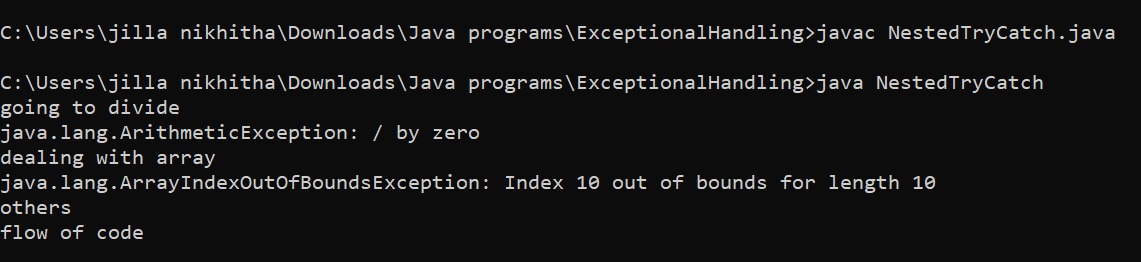 C:\Users\jilla nikhitha\Downloads\Java programs\ExceptionalHandling>javac NestedTryCatch.java
C:\Users\jilla nikhitha\Downloads\Java programs\ExceptionalHandling>java NestedTryCatch
going to divide
java.lang.ArithmeticException: / by zero
dealing with array
java.lang.ArrayIndexOutOfBoundsException: Index 10 out of bounds for length 10
others
flow of code